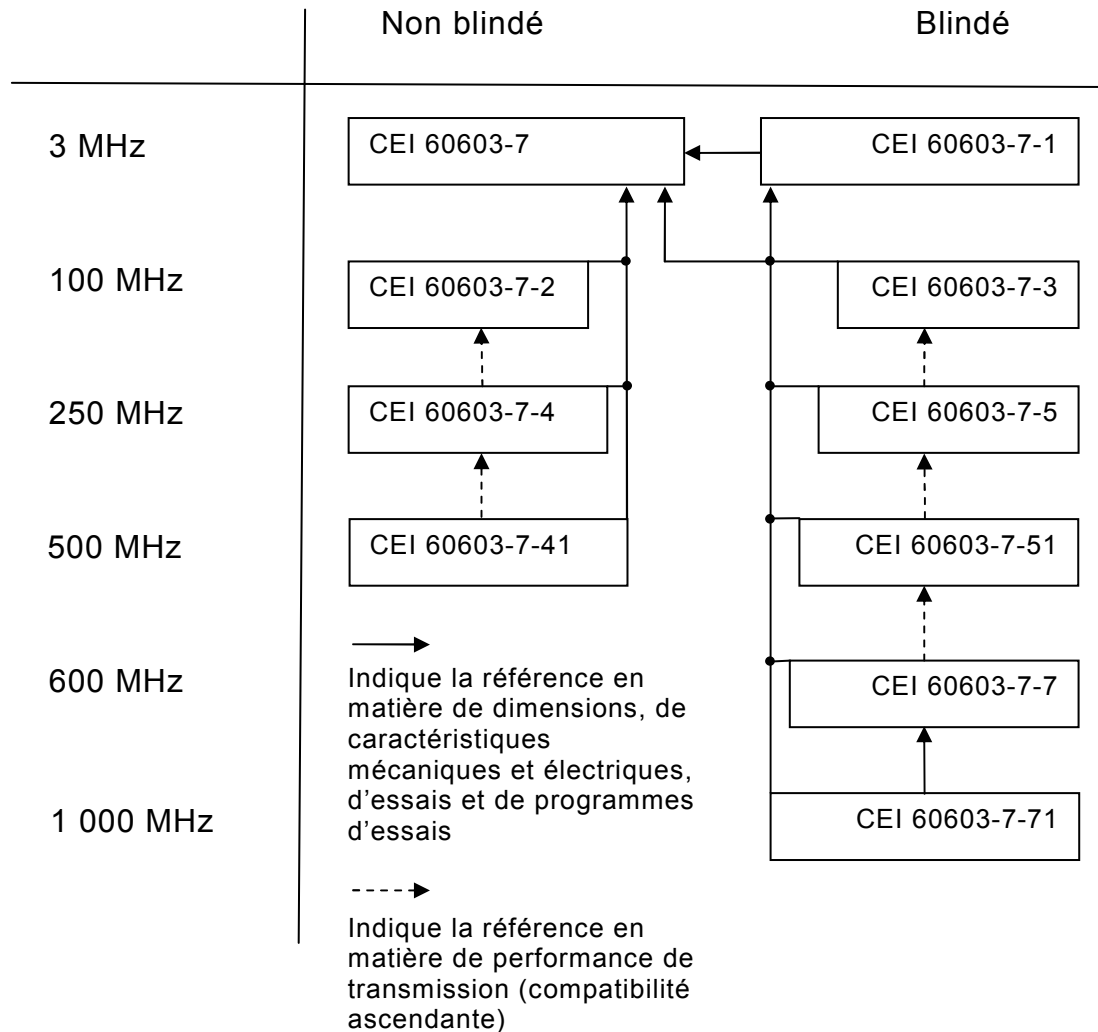 Non blindé
Blindé
3 MHz
CEI 60603-7
CEI 60603-7-1
100 MHz
CEI 60603-7-2
CEI 60603-7-3
250 MHz
CEI 60603-7-4
CEI 60603-7-5
500 MHz
CEI 60603-7-41
CEI 60603-7-51
600 MHz
CEI 60603-7-7
1 000 MHz
CEI 60603-7-71
Indique la référence en
matière de dimensions, de
caractéristiques
mécaniques et électriques,
d'essais et de programmes
d'essais
Indique la référence en
matière de performance de
transmission (compatibilité
ascendante)